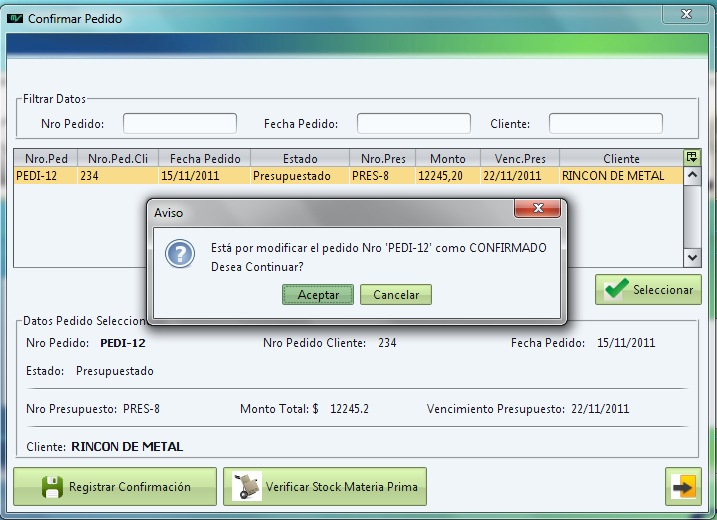 Confirmar Pedido
Filtrar Datos
Nro Pedido: Fecha Pedido: Cliente:
Nro.Ped Nro.Ped.Cli Fecha Pedido Estado Nro.Pres Monto Venc.Pres Cliente
PEDI-12 234 15/11/2011 Presupuestado PRES-8 12245,20 22/11/2011 RINCON DE METAL
Aviso
Está por modificar el pedido Nro 'PEDI-12' como CONFIRMADO
Desea Continuar?
Aceptar Cancelar
Seleccionar
Datos Pedido Seleccion
Nro Pedido: PEDI-12 Nro Pedido Cliente: 234 Fecha Pedido: 15/11/2011
Estado: Presupuestado
Nro Presupuesto: PRES-8 Monto Total: $ 12245.2 Vencimiento Presupuesto: 22/11/2011
Cliente: RINCON DE METAL
Registrar Confirmación Verificar Stock Materia Prima